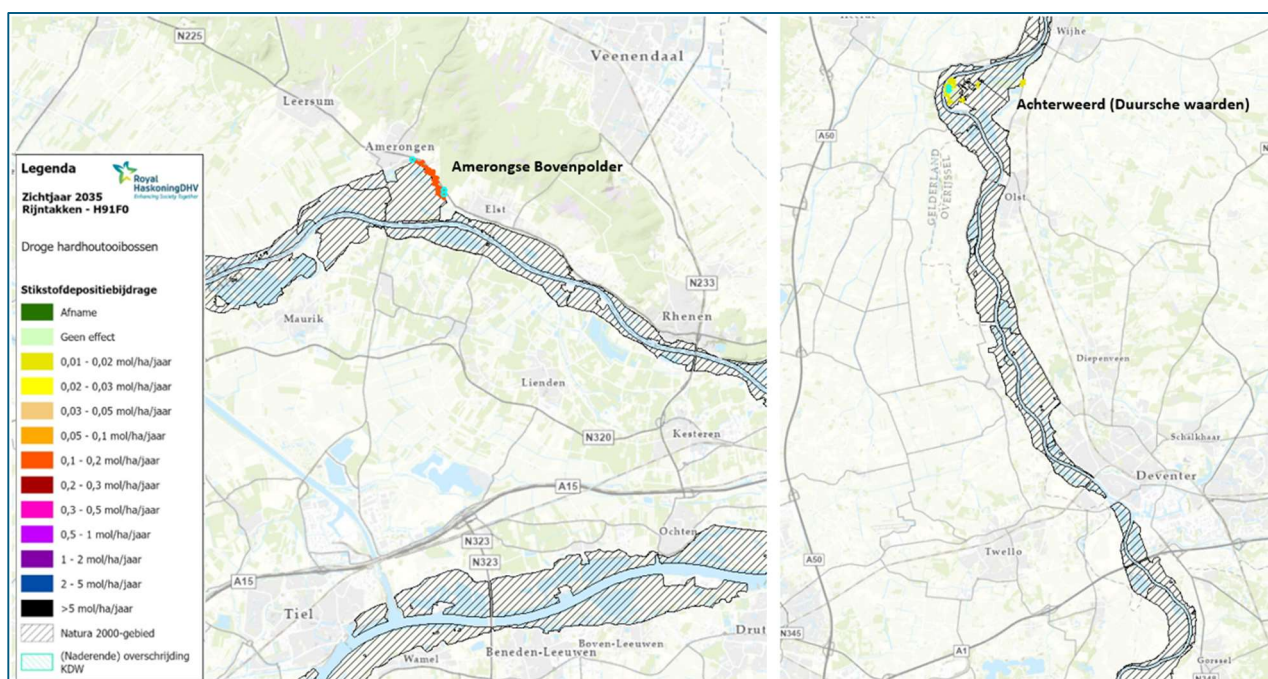 Legenda
Royal
HaskoningDHV
Enhancing Society Together
Zichtjaar 2035
Rijntakken - H91F0
Droge hardhoutooibossen
Stikstofdepositiebijdrage
Afname
Geen effect
0,01 - 0,02 mol/ha/jaar
0,02 - 0,03 mol/ha/jaar
0,03 - 0,05 mol/ha/jaar
0,05 - 0,1 mol/ha/jaar
0,1 - 0,2 mol/ha/jaar
0,2 - 0,3 mol/ha/jaar
0,3 - 0,5 mol/ha/jaar
0,5 - 1 mol/ha/jaar
1 - 2 mol/ha/jaar
2 - 5 mol/ha/jaar
>5 mol/ha/jaar
Natura 2000-gebied
(Naderende) overschrijding
KDW
N225
Veenendaal
Leersum
Amerongen
Amerongse Bovenpolder
Elst
N233
Rhenen
Maurik
Lienden
N320
Kesteren
A15
Ochten
N323
N323
A15
Tiel
Drut
Boven-Leeuwen
Beneden-Leeuwen
Wamel
Wijhe
Achterweerd (Duursche waarden)
A50
GELDERLAND
OVERIJSSEL
Olst
Diepenveen
Schalkhaar
Deventer
Twello
A50
N345
A1
Gorssel
N348